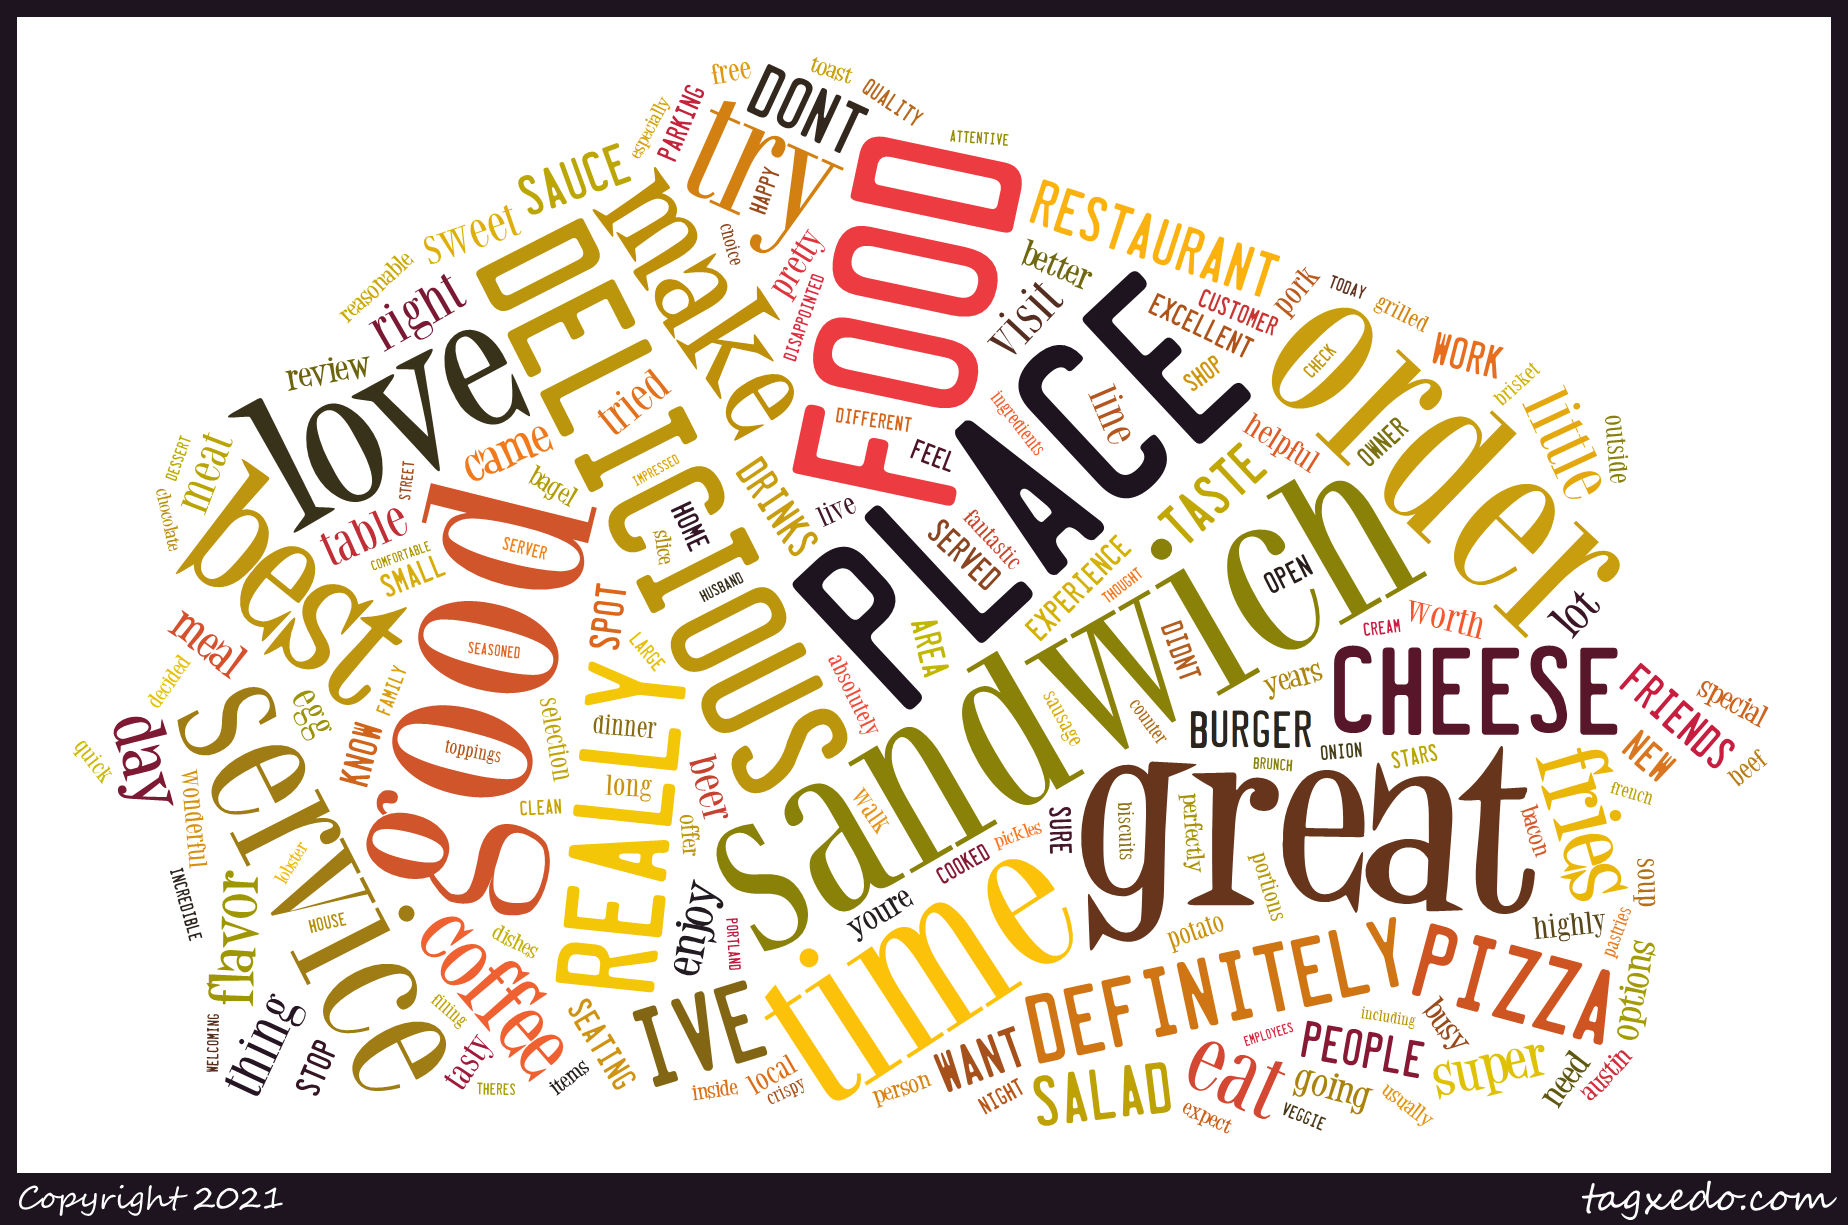 free
toast
DONT
QUALITY
especially
PARKING
try
HAPPY
ATTENTIVE
FOOD
SAUCE
make
sweet
choice
pretty
DISAPPOINTED
RESTAURANT
better
visit
reasonable
right
DELICIOUS
PLACE
EXCELLENT
CUSTOMER
pork
TODAY
grilled
order
CHECK
WORK
SHOP
review
love
tried
came
DIFFERENT
FEEL
ingredients
line
helpful
OWNER
brisket
little
outside
DESSERT
meat
chocolate
best
STREET
bagel
IMPRESSED
DRINKS
live
HOME
slice
HUSBAND
SERVED
fantastic
TASTE
table
COMFORTABLE
SMALL
good
SERVER
SEASONED
toppings
SPOT
LARGE
EXPERIENCE
THOUGHT
OPEN
sandwich
AREA
DIDNT
CREAM
worth
lot
meal
decided
egg
FAMILY
KNOW
REALLY
selection
dinner
long
CLEAN
absolutely
sausage
counter
years
CHEESE
FRIENDS
special
BURGER
ONION
BRUNCH
STARS
NEW
beef
french
fries
day
quick
service
wonderful
lobster
HOUSE
beer
offer
walk
great
biscuits
perfectly
portions
bacon
SURE
pickles
COOKED
youre
time
INCREDIBLE
flavor
coffee
dishes
filling
enjoy
PORTLAND
potato
highly
soup
pastries
options
WELCOMING
thing
STOP
tasty
THERES
items
SEATING
IVE
inside
local
crispy
person
WANT
NIGHT
DEFINITELY
PIZZA
SALAD
eat
EMPLOYEES
expect
PEOPLE
including
busy
going
VEGGIE
usually
super
need
austin
Copyright 2021
tagxedo.com